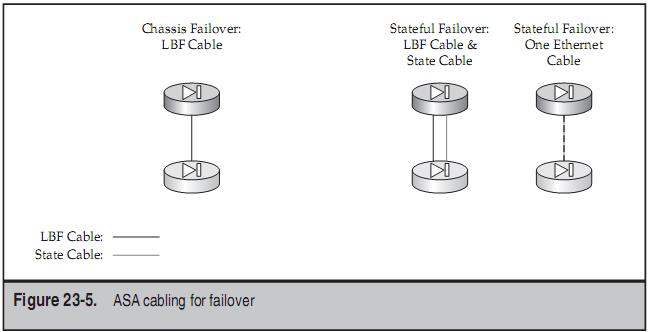 Chassis Failover:
LBF Cable
Stateful Failover:
LBF Cable &
State Cable
Stateful Failover:
One Ethernet
Cable
LBF Cable:
State Cable:
Figure 23-5. ASA cabling for failover